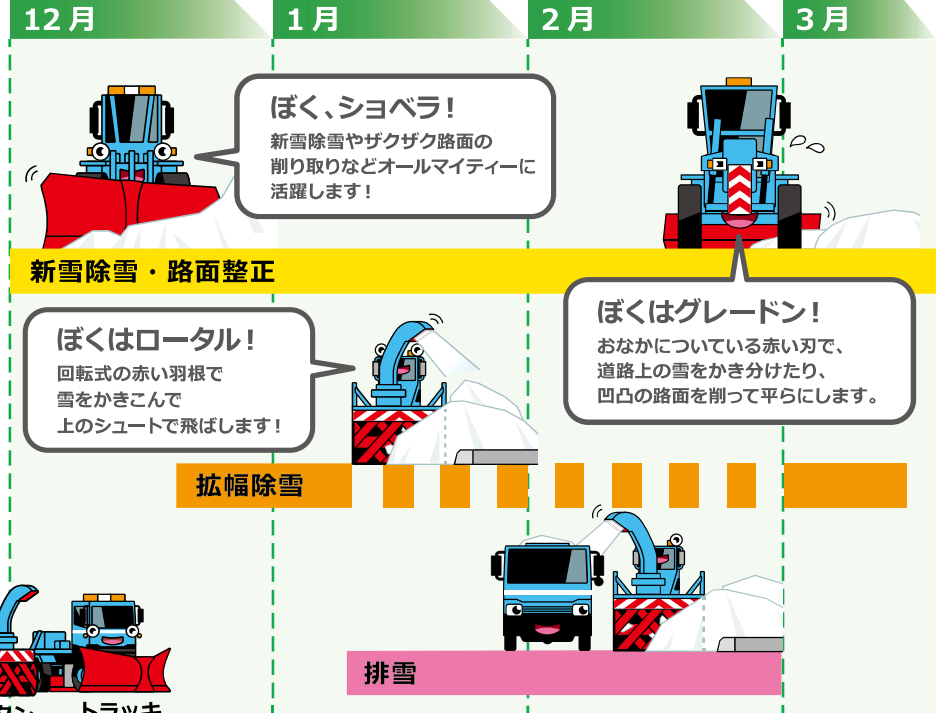 12月
1月
2月
3月
ぼく、ショベラ！
新雪除雪やザクザク路面の
削り取りなどオールマイティーに
活躍します！
新雪除雪・路面整正
ぼくはロータル！
回転式の赤い羽根で
雪をかきこんで
上のシュートで飛ばします！
ぼくはグレードン！
おなかについている赤い刃で、
道路上の雪をかき分けたり、
凹凸の路面を削って平らにします。
拡幅除雪
排雪
トラッキ